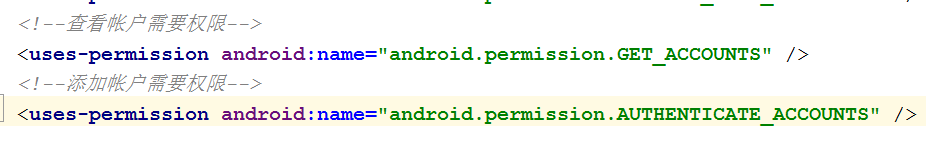 <!--查看帐户需要权限-->
<uses-permission android:name="android.permission.GET_ACCOUNTS" />
<!--添加帐户需要权限-->
<uses-permission android:name="android.permission.AUTHENTICATE_ACCOUNTS" />